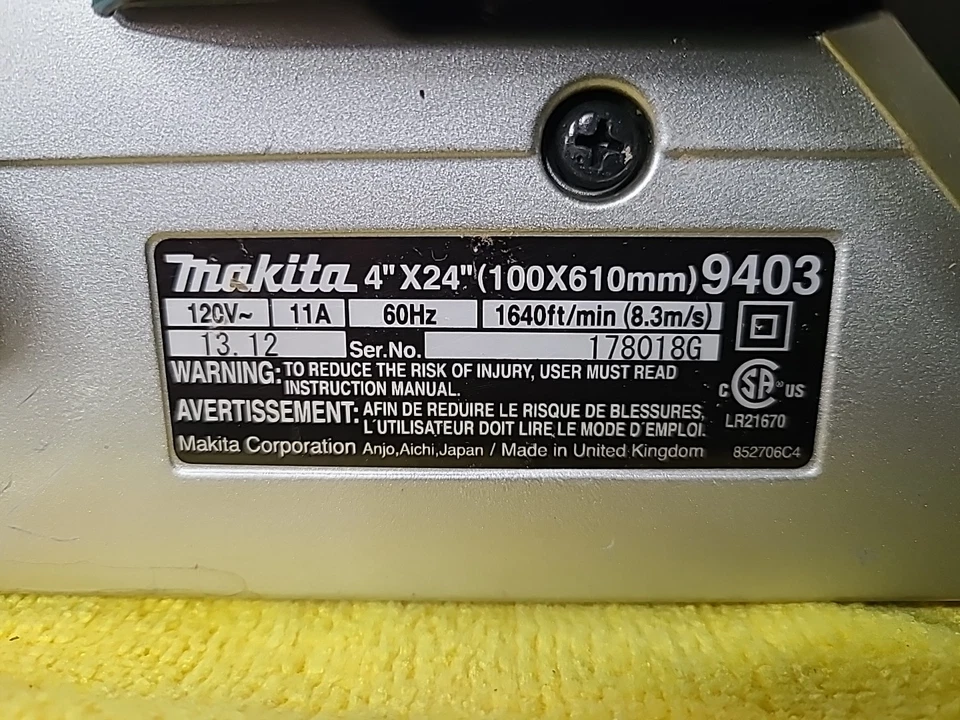 makita 4"X24"(100X610mm)9403
120V~ 11A 60Hz 1640ft/min (8.3m/s)
13.12 Ser.No. 178018G
WARNING: TO REDUCE THE RISK OF INJURY, USER MUST READ
INSTRUCTION MANUAL.
AVERTISSEMENT: AFIN DE REDUIRE LE RISQUE DE BLESSURES,
L´UTILISATEUR DOIT LIRE LE MODE D´EMPLOI.
C SA ® US
LR21670
Makita Corporation Anjo,Aichi,Japan / Made in United Kingdom 852706C4